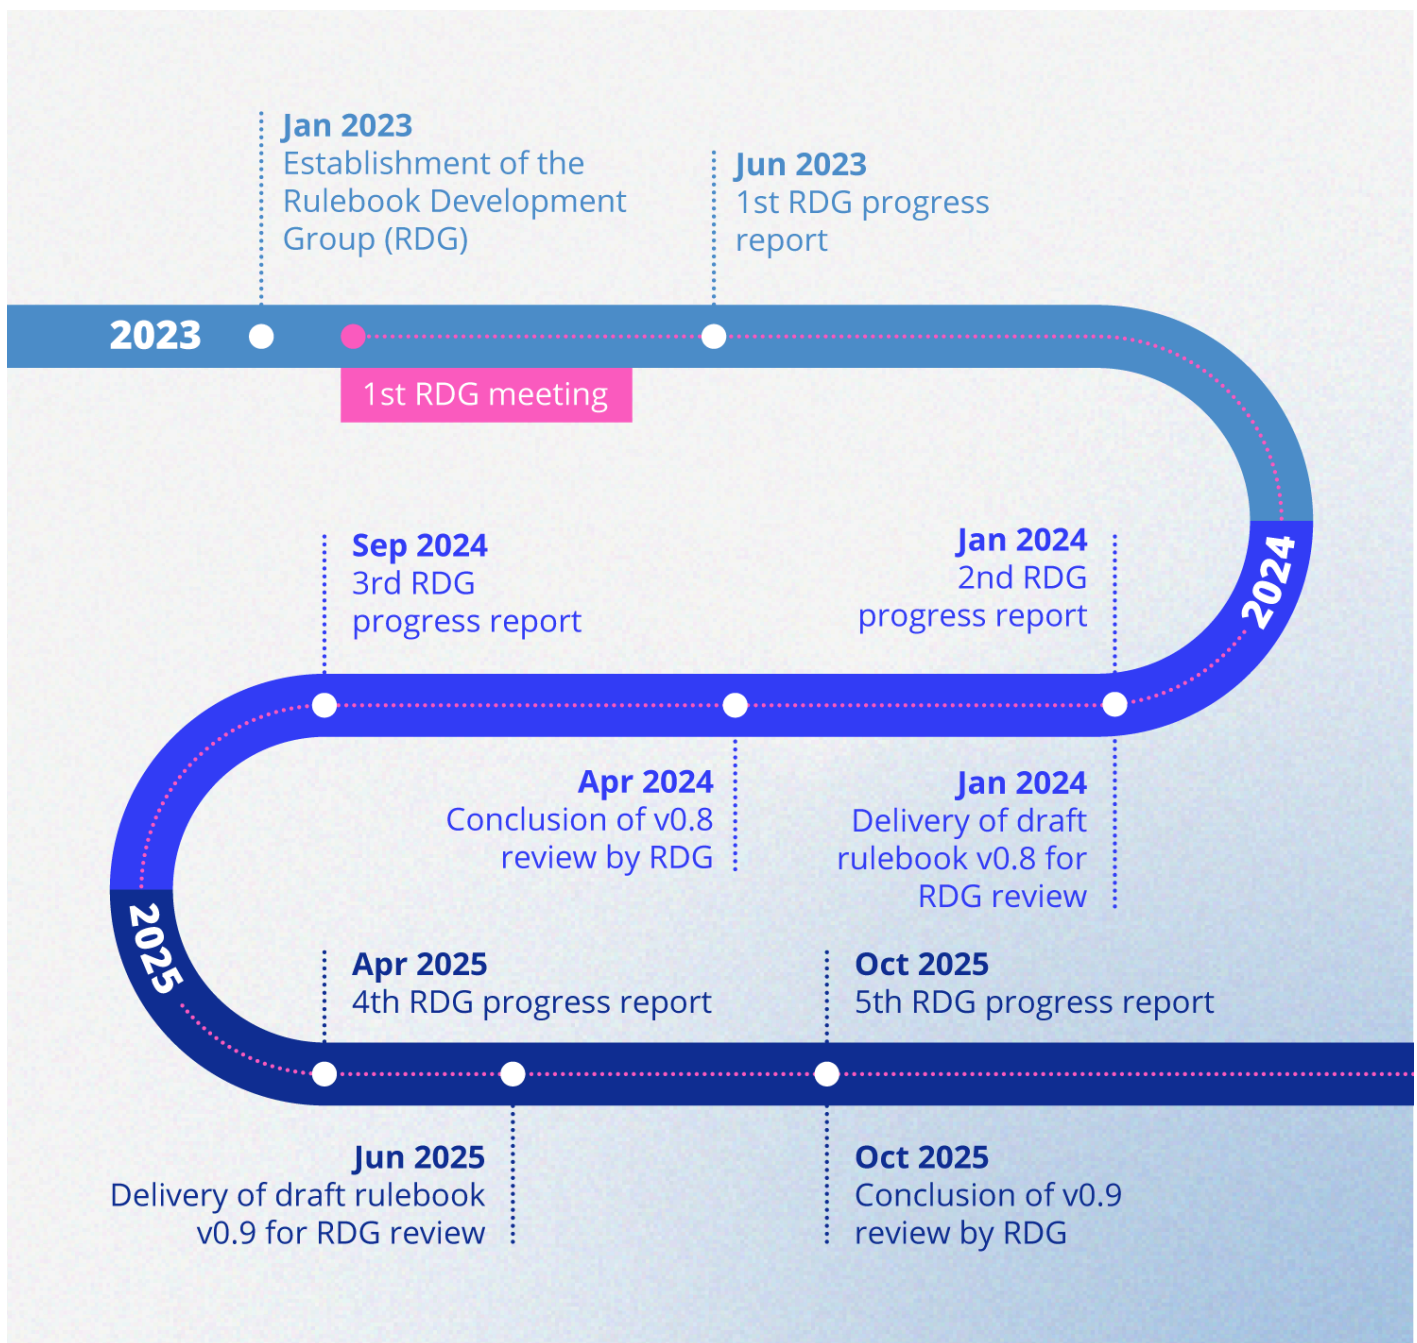 Jan 2023
Establishment of the
Rulebook Development
Group (RDG)
Jun 2023
1st RDG progress
report
2023
1st RDG meeting
2024
Jan 2024
2nd RDG
progress report
Jan 2024
Delivery of draft
rulebook v0.8 for
RDG review
Apr 2024
Conclusion of v0.8
review by RDG
Sep 2024
3rd RDG
progress report
2025
Apr 2025
4th RDG progress report
Jun 2025
Delivery of draft rulebook
v0.9 for RDG review
Oct 2025
5th RDG progress report
Oct 2025
Conclusion of v0.9
review by RDG